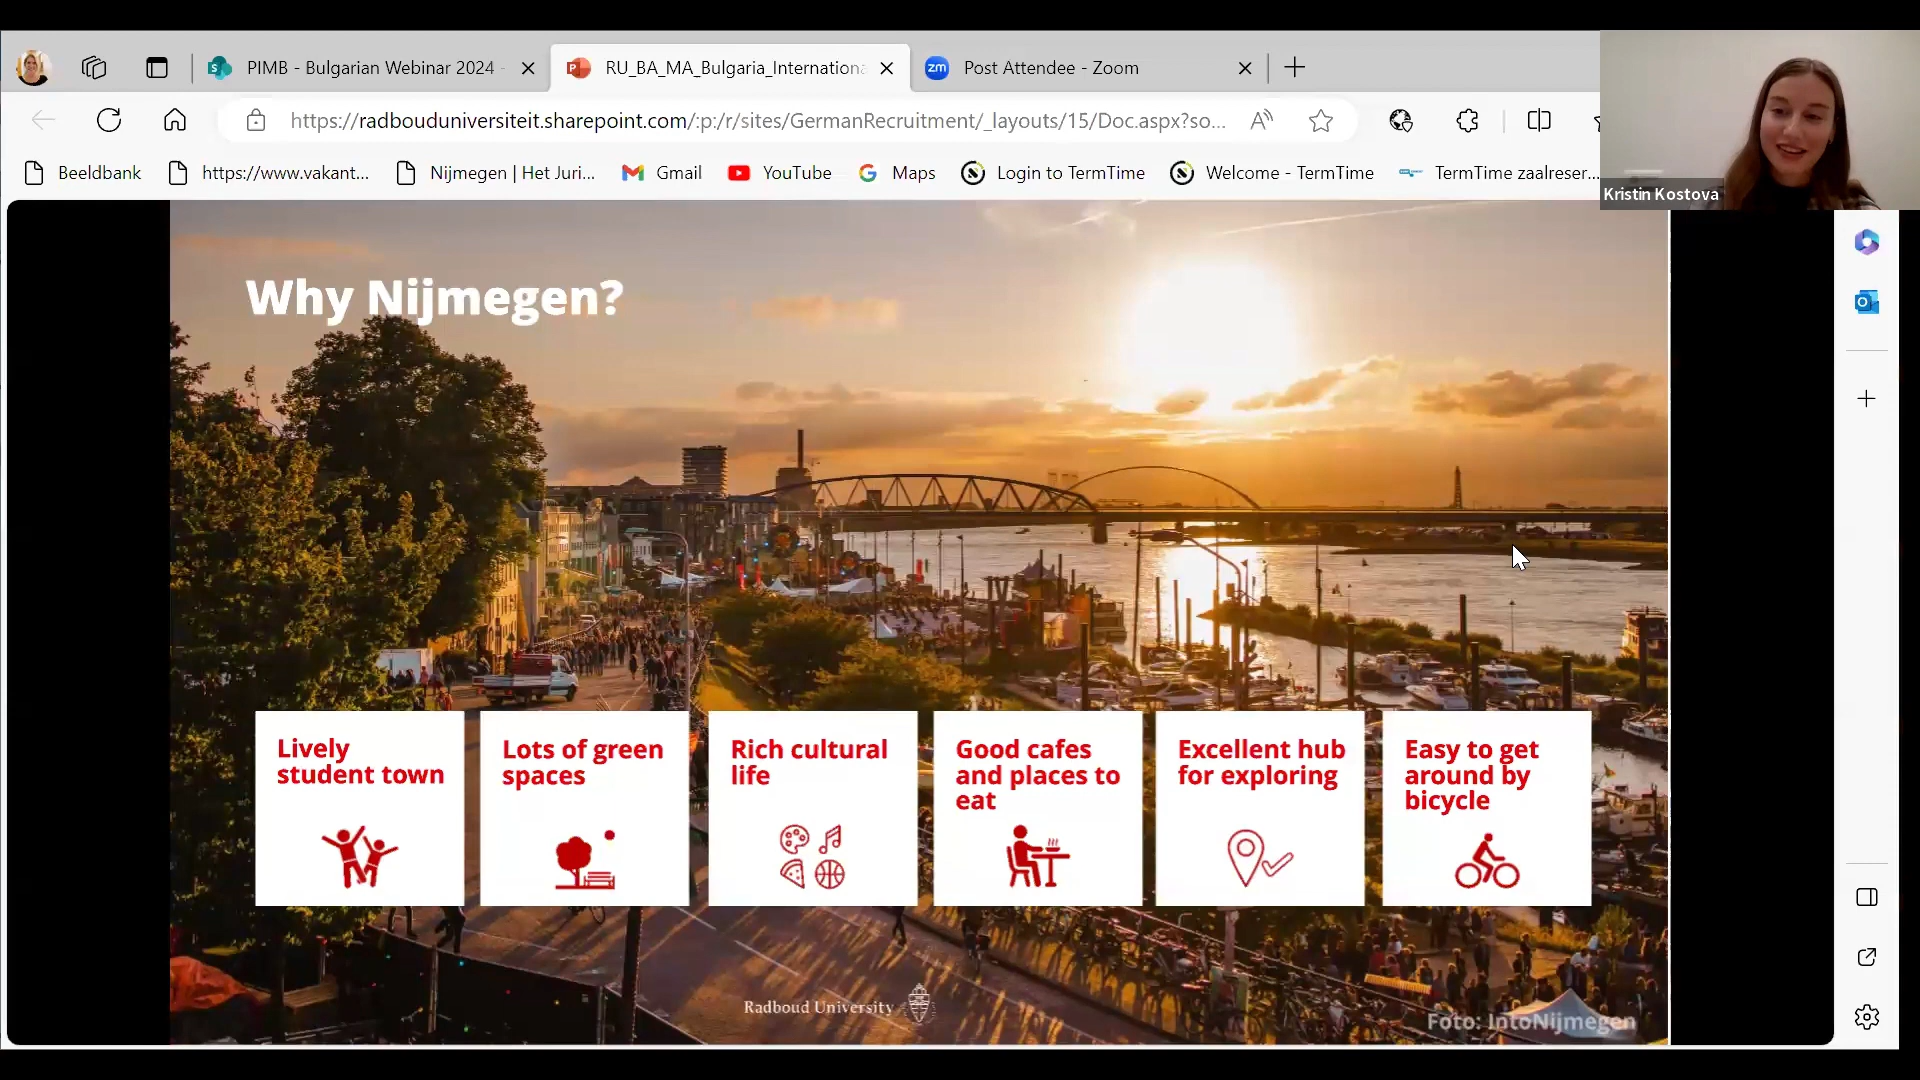 PIMB - Bulgarian Webinar 2024 -
RU_BA_MA_Bulgaria_Internationa
zm
Post Attendee - Zoom
https://radbouduniversiteit.sharepoint.com/:p:/r/sites/GermanRecruitment/_layouts/15/Doc.aspx?so...
Beeldbank
https://www.vakant...
Nijmegen | Het Juri...
Gmail
YouTube
Maps
Login to TermTime
Welcome - TermTime
TermTime zaalreser...
Kristin Kostova
Why Nijmegen?
Lively
student town
Lots of green
spaces
Rich cultural
life
Good cafes
and places to
eat
Excellent hub
for exploring
Easy to get
around by
bicycle
Radboud University
Foto: IntoNijmegen